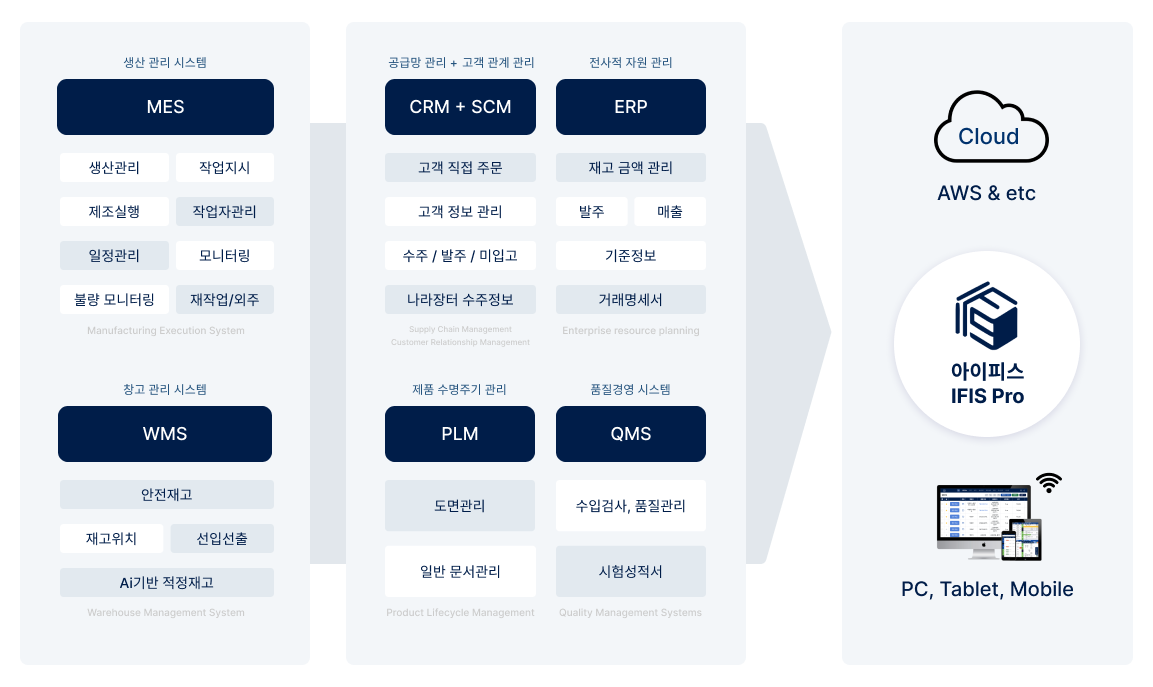 생산 관리 시스템
MES
생산관리
작업지시
제조실행
작업자관리
일정관리
모니터링
불량 모니터링
재작업/외주
Manufacturing Execution System
창고 관리 시스템
WMS
안전재고
재고위치
선입선출
Ai기반 적정재고
Warehouse Management System
공급망 관리 + 고객 관계 관리
CRM + SCM
고객 직접 주문
고객 정보 관리
수주 / 발주 / 미입고
나라장터 수주정보
Supply Chain Management
Customer Relationship Management
전사적 자원 관리
ERP
재고 금액 관리
발주
매출
기준정보
거래명세서
Enterprise resource planning
제품 수명주기 관리
PLM
도면관리
일반 문서관리
Product Lifecycle Management
품질경영 시스템
QMS
수입검사, 품질관리
시험성적서
Quality Management Systems
Cloud
AWS & etc
아이피스
IFIS Pro
PC, Tablet, Mobile